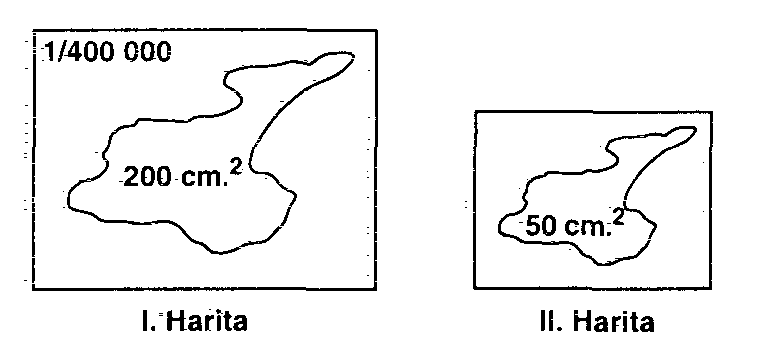 1/400 000
200 cm.²
50 cm.²
I. Harita
II. Harita